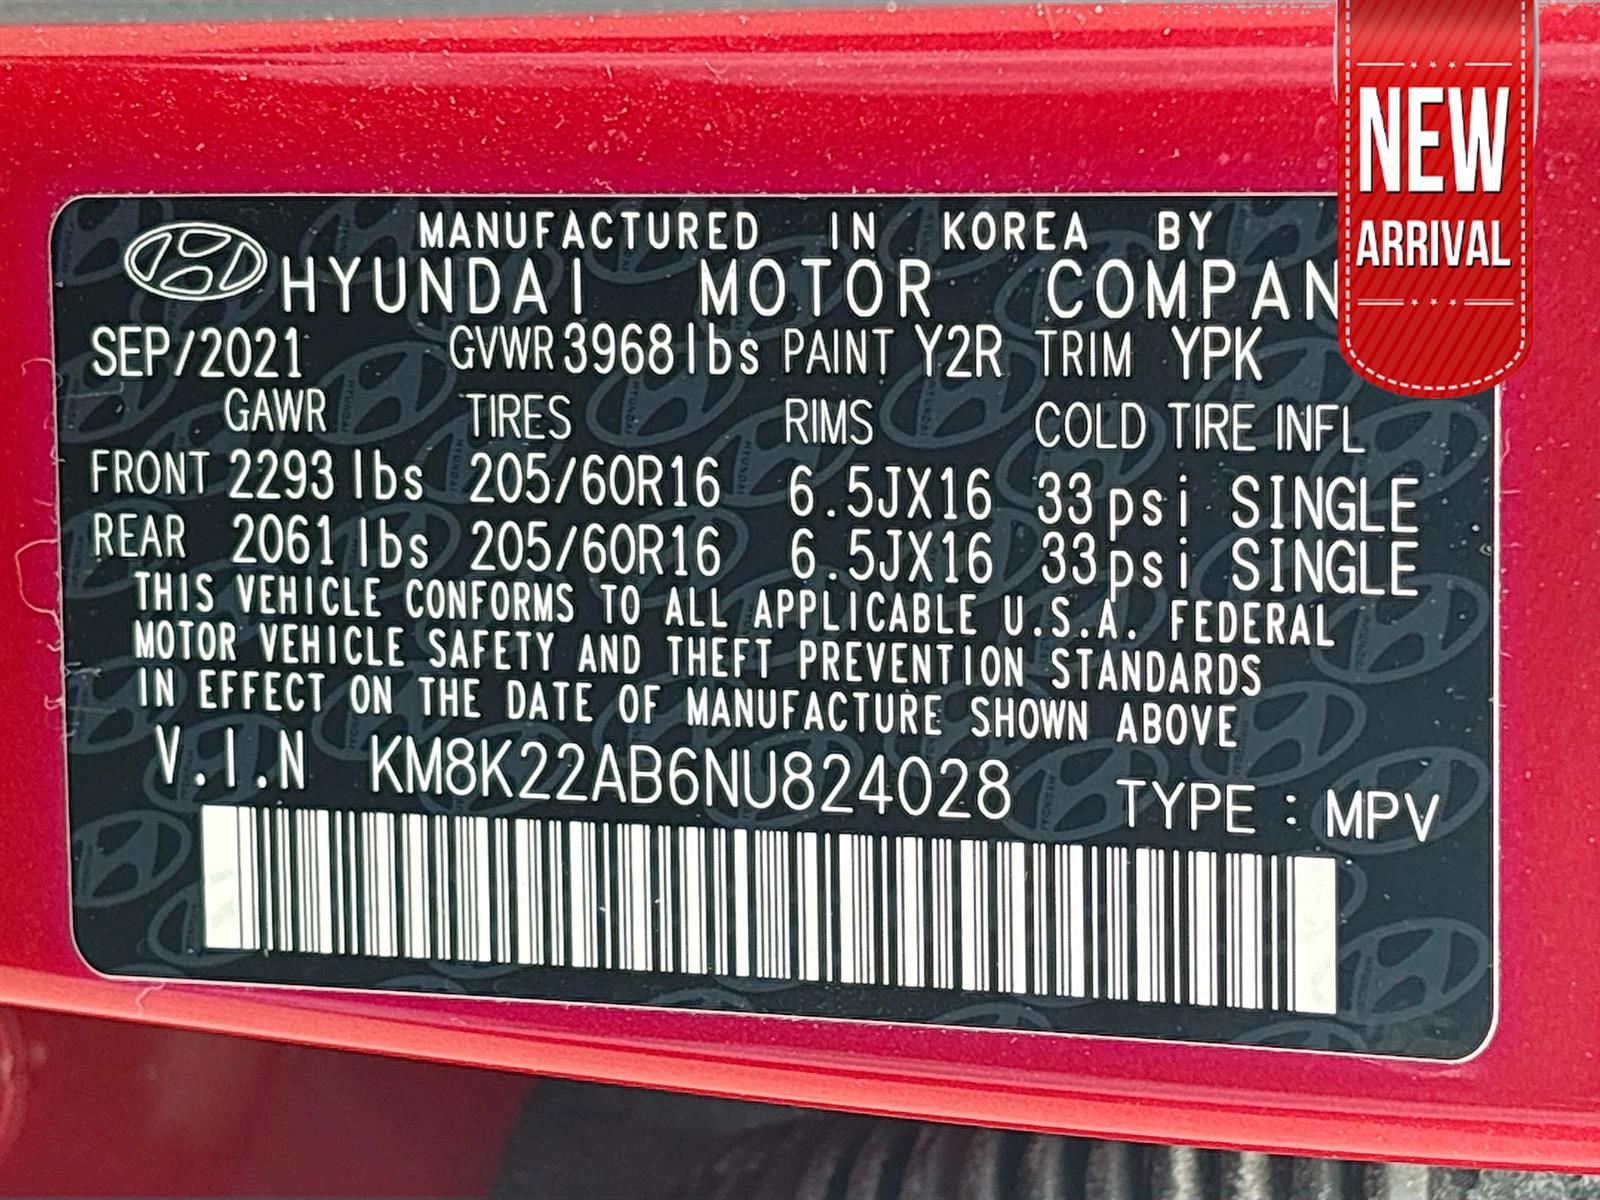 NEW
ARRIVAL
MANUFACTURED IN KOREA BY
HYUNDAI MOTOR COMPAN
SEP/2021 GVWR 3968lbs PAINT Y2R TRIM YPK
GAWR TIRES RIMS COLD TIRE INFL
FRONT 2293 lbs 205/60R16 6.5JX16 33psi SINGLE
REAR 2061 lbs 205/60R16 6.5JX16 33psi SINGLE
THIS VEHICLE CONFORMS TO ALL APPLICABLE U.S.A. FEDERAL
MOTOR VEHICLE SAFETY AND THEFT PREVENTION STANDARDS
IN EFFECT ON THE DATE OF MANUFACTURE SHOWN ABOVE
V.I.N KM8K22AB6NU824028 TYPE : MPV